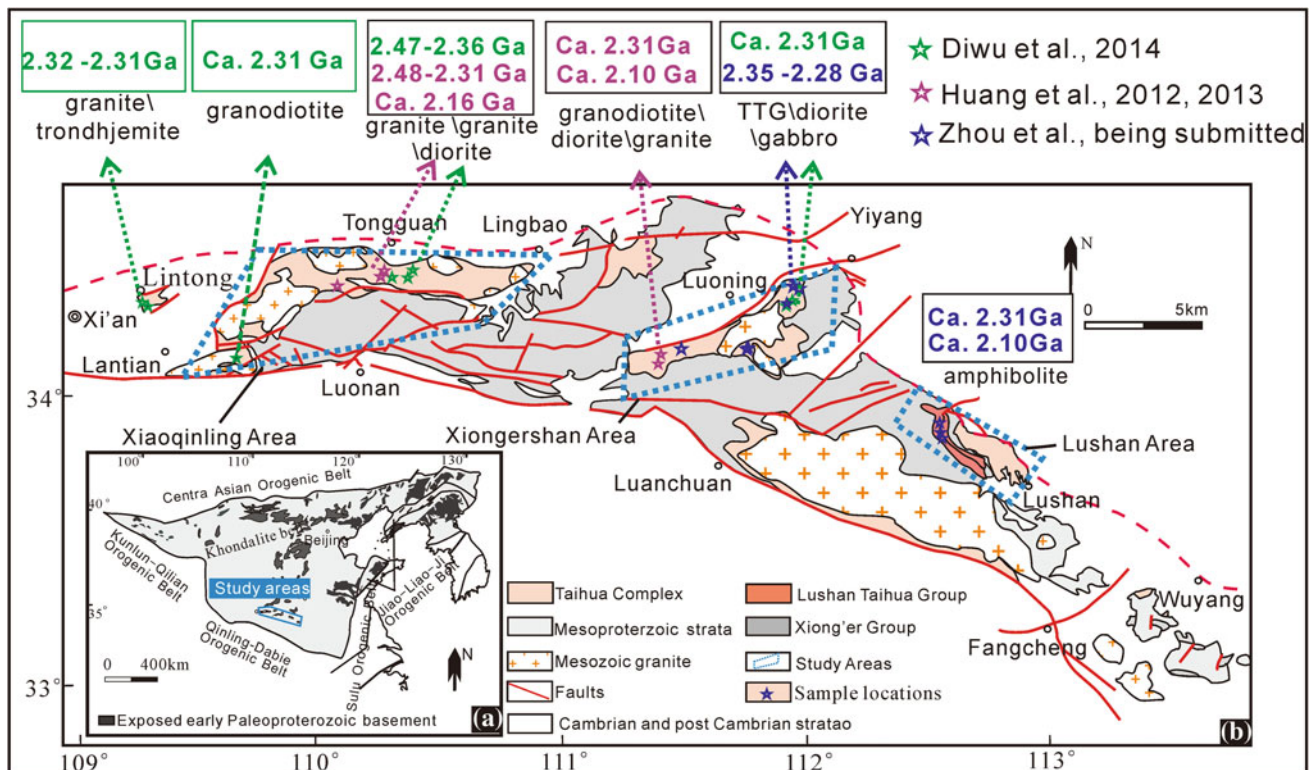 2.32 -2.31Ga
granite\
trondhjemite
Ca. 2.31 Ga
granodiotite
2.47-2.36 Ga
2.48-2.31 Ga
Ca. 2.16 Ga
granite \granite
\diorite
Ca. 2.31Ga
Ca. 2.10 Ga
granodiotite\
diorite\granite
Ca. 2.31Ga
2.35 -2.28Ga
TTG\diorite
\gabbro
Diwu et al., 2014
Huang et al., 2012, 2013
Zhou et al., being submitted
Tongguan
Lingbao
Yiyang
Lintong
Luoning
N
Xi'an
0 5km
Lantian
Ca. 2.31Ga
Ca. 2.10Ga
amphibolite
Luonan
34°
Xiaoqinling Area
Xiongershan Area
Lushan Area
Luanchuan
Lushan
100°
110°
120°
130°
Centra Asian Orogenic Belt
40°
Khondalite be
Beijing
Kunlun-Qilian
Orogenic Belt
Study areas
Jiao-Liao-Ji
Orogenic Belt
35°
Qinling-Dabie
Orogenic Belt
Sulu Orogenic Belt
0 400km
N
Exposed early Paleoproterozoic basement
(a)
Taihua Complex
Lushan Taihua Group
Mesoproterzoic strata
Xiong'er Group
Mesozoic granite
Study Areas
Faults
Sample locations
Cambrian and post Cambrian stratao
Wuyang
Fangcheng
33°
(b)
109°
110°
111°
112°
113°